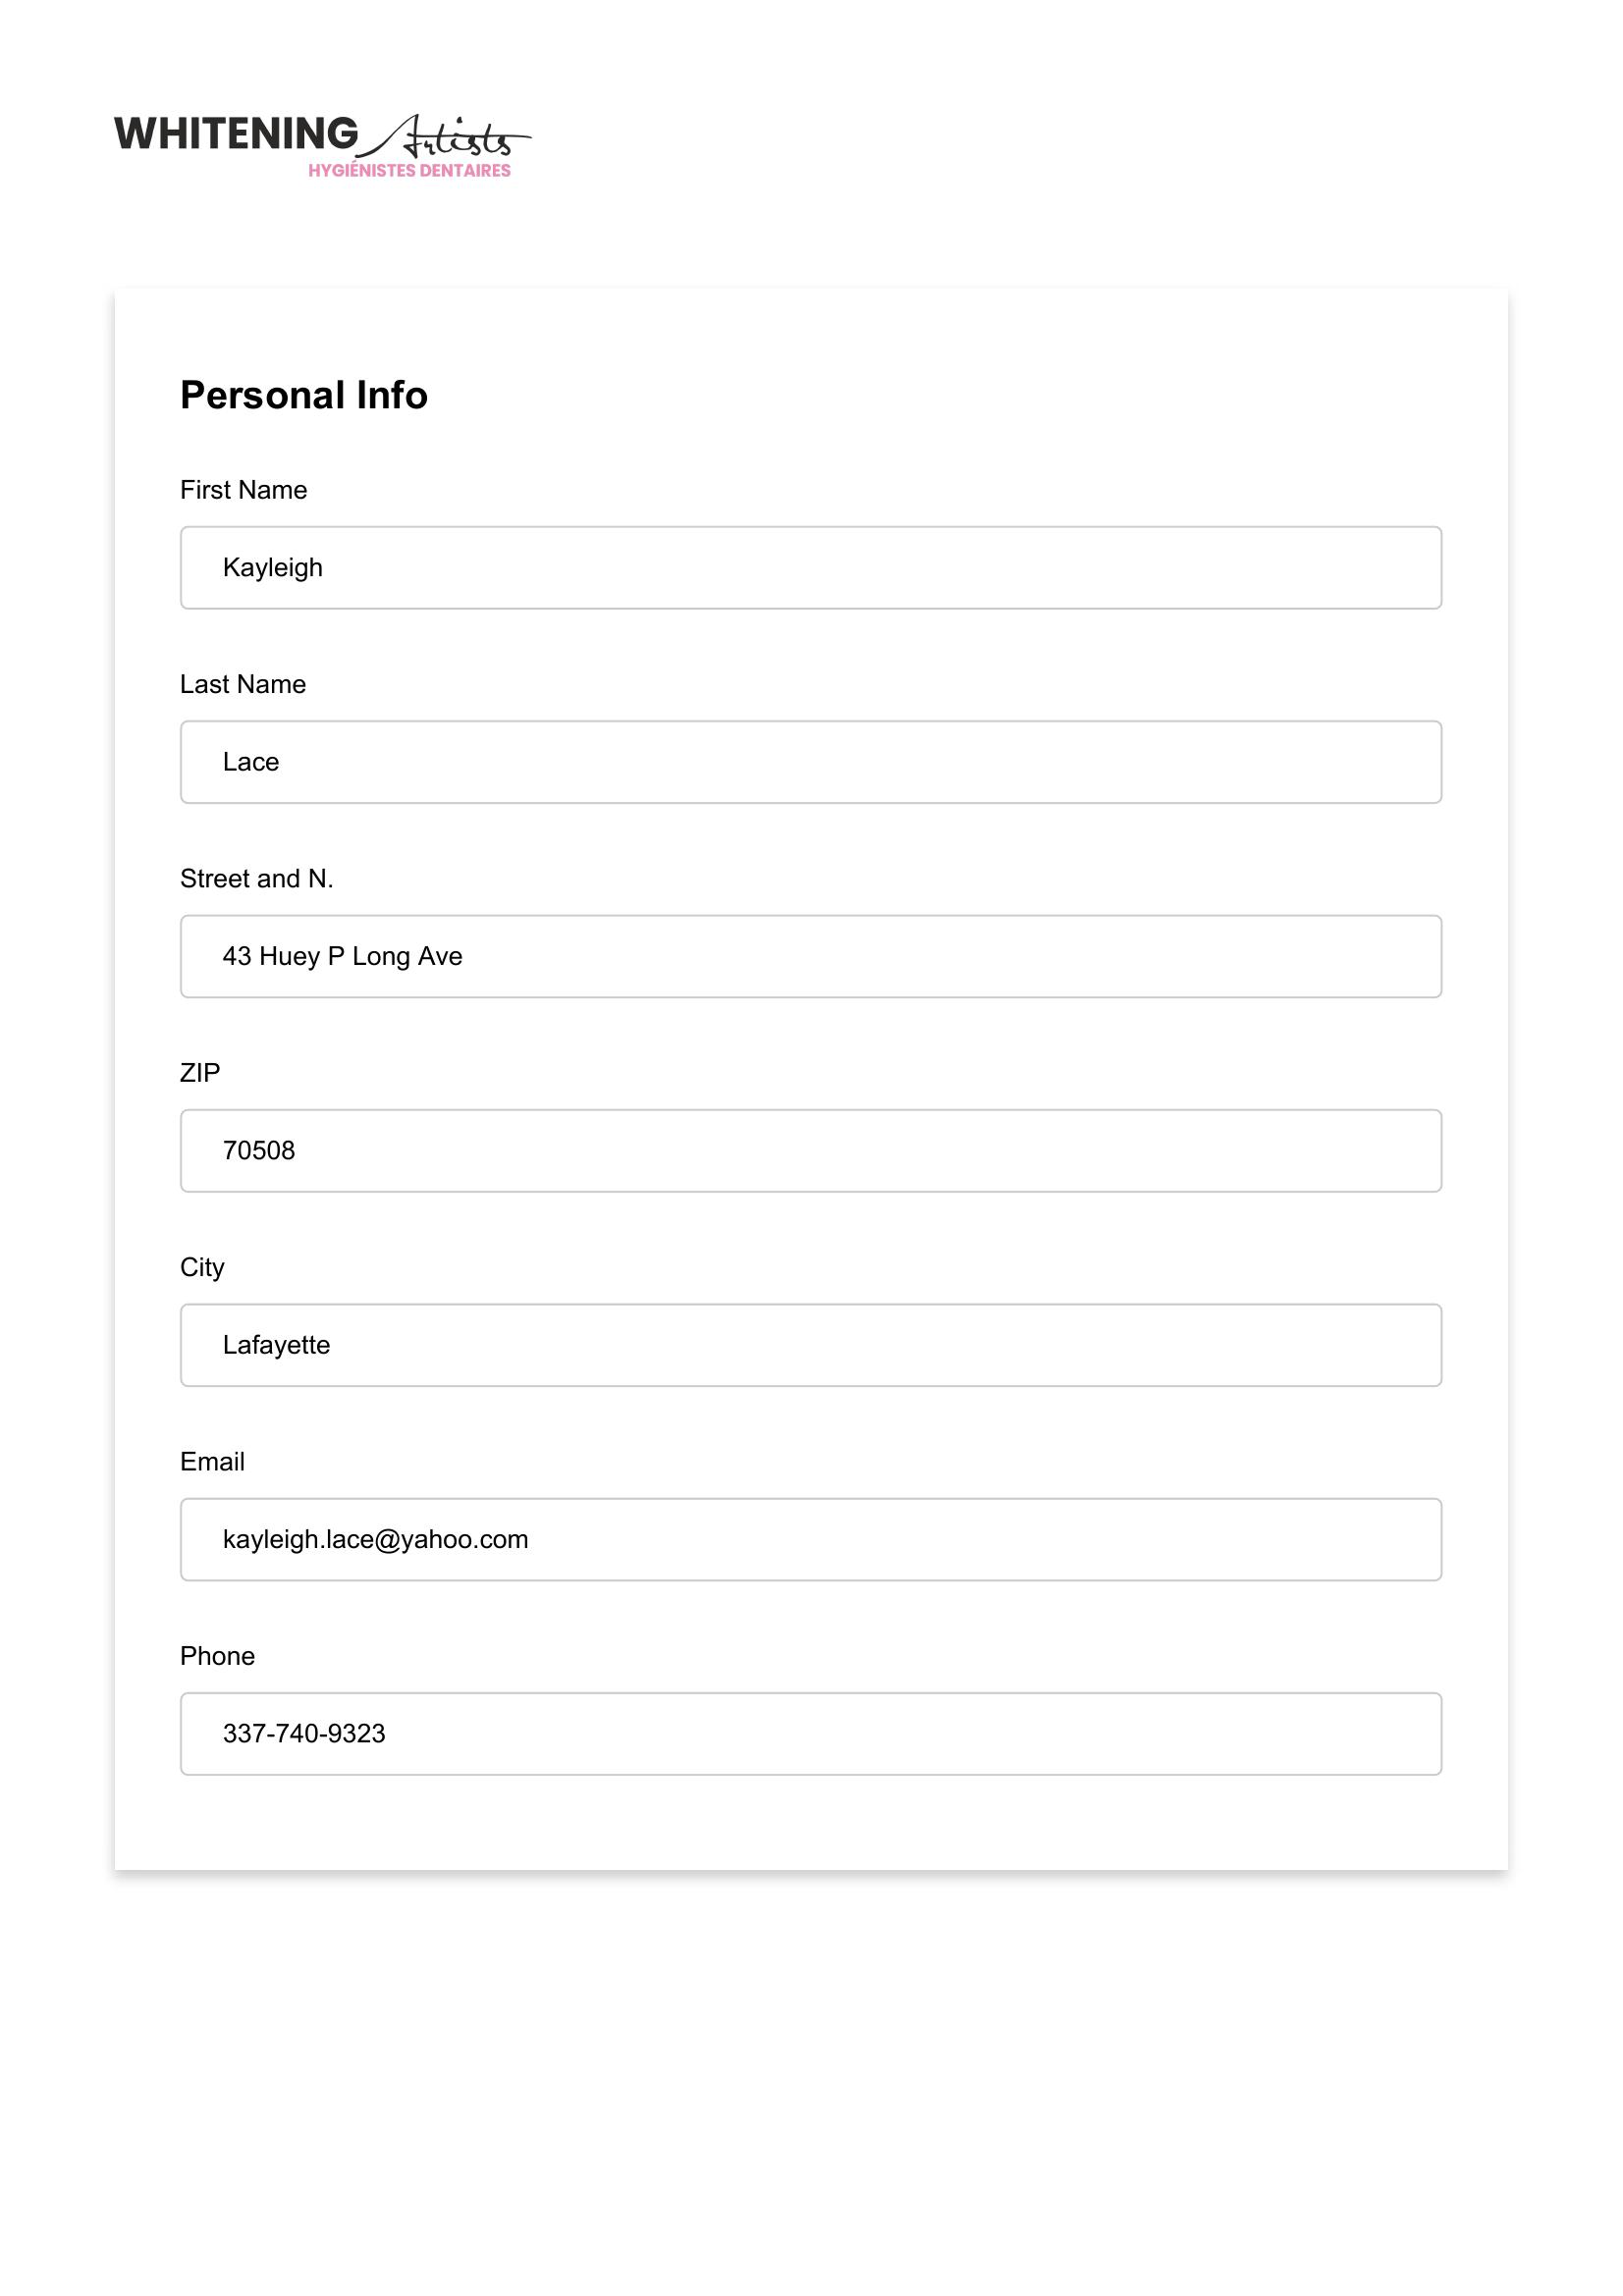 WHITENING Artists
HYGIÉNISTES DENTAIRES
Personal Info
First Name
Kayleigh
Last Name
Lace
Street and N.
43 Huey P Long Ave
ZIP
70508
City
Lafayette
Email
kayleigh.lace@yahoo.com
Phone
337-740-9323